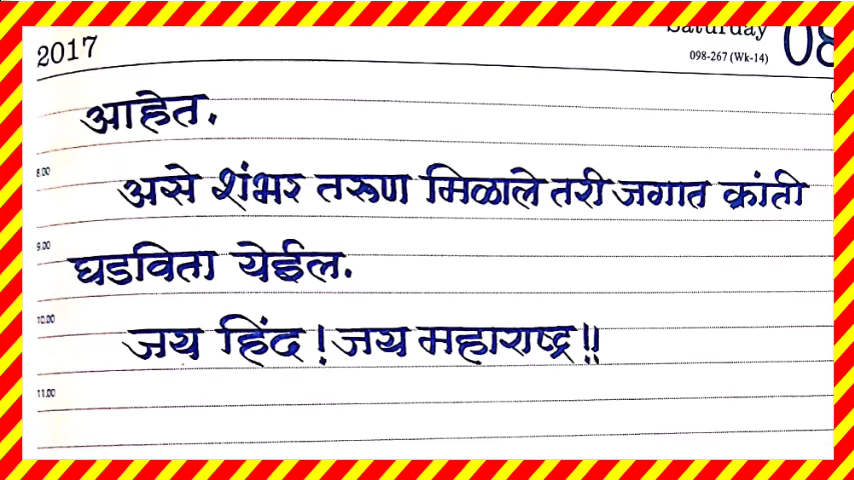 2017
Saturday 08
098-267 (Wk-14)
आहेत.
8.00
असे शंभर तरूण मिळाले तरी जगात क्रांती
9.00
घडविता येईल.
10.00
जय हिंद ! जय महाराष्ट्र !!
11.00